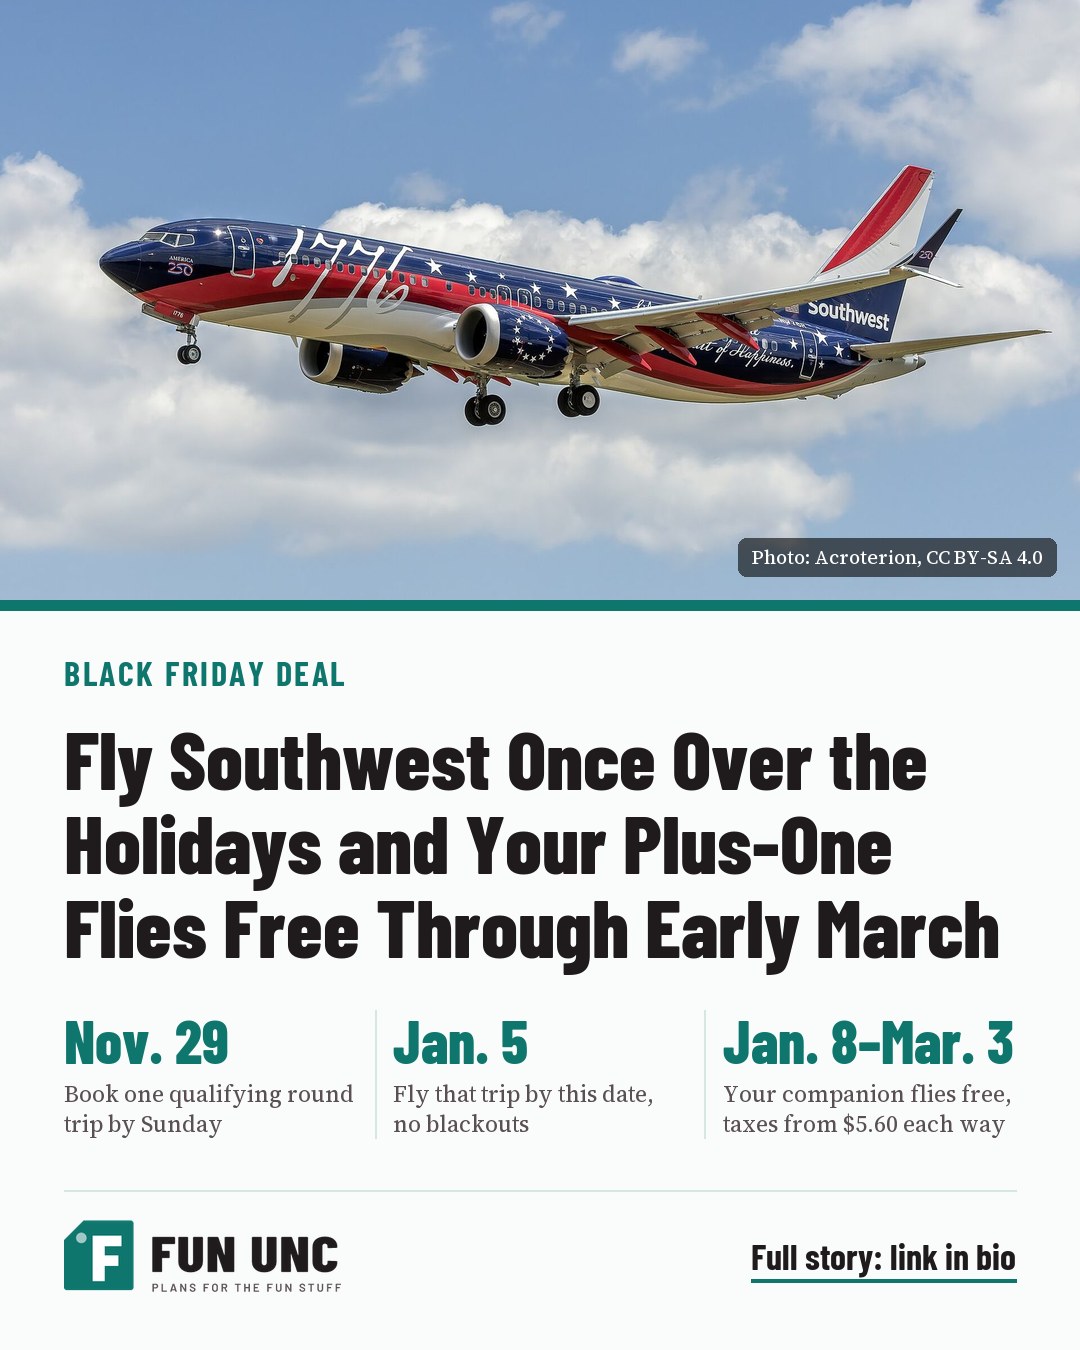 1776
AMERICA
250
1776
250
Southwest
of Happiness.
Photo: Acroterion, CC BY-SA 4.0
BLACK FRIDAY DEAL
Fly Southwest Once Over the
Holidays and Your Plus-One
Flies Free Through Early March
Nov. 29
Book one qualifying round
trip by Sunday
Jan. 5
Fly that trip by this date,
no blackouts
Jan. 8–Mar. 3
Your companion flies free,
taxes from $5.60 each way
F
FUN UNC
PLANS FOR THE FUN STUFF
Full story: link in bio